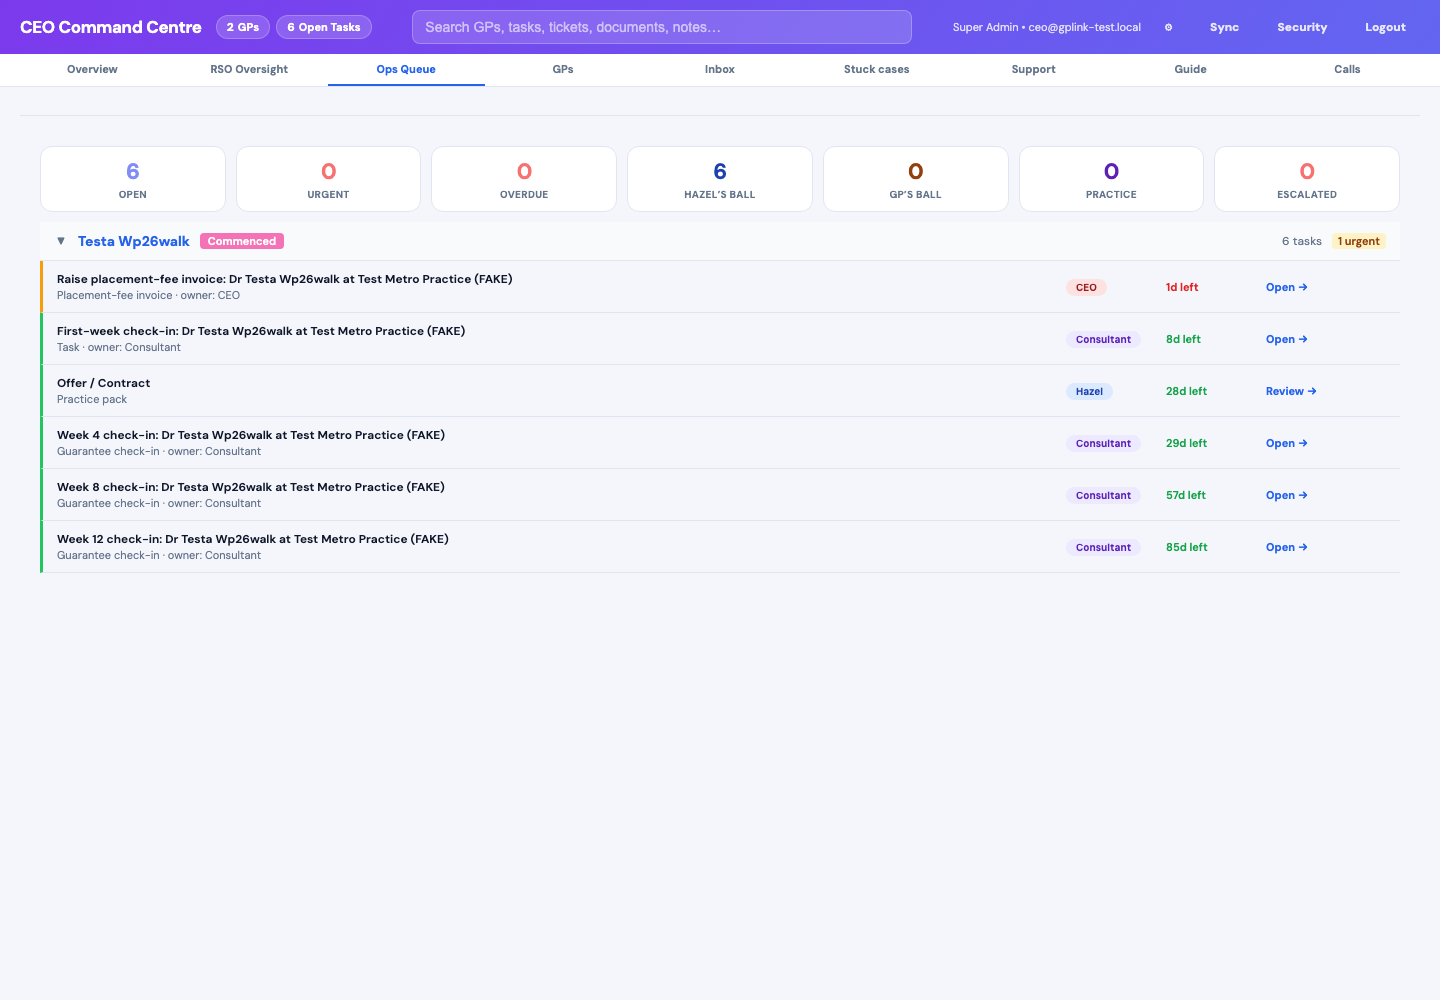 CEO Command Centre
2 GPs
6 Open Tasks
Search GPs, tasks, tickets, documents, notes...
Super Admin • ceo@gplink-test.local
Sync
Security
Logout
Overview
RSO Oversight
Ops Queue
GPs
Inbox
Stuck cases
Support
Guide
Calls
6
OPEN
0
URGENT
0
OVERDUE
6
HAZEL'S BALL
0
GP'S BALL
0
PRACTICE
0
ESCALATED
▼ Testa Wp26walk Commenced
6 tasks 1 urgent
Raise placement-fee invoice: Dr Testa Wp26walk at Test Metro Practice (FAKE)
Placement-fee invoice · owner: CEO
CEO
1d left
Open →
First-week check-in: Dr Testa Wp26walk at Test Metro Practice (FAKE)
Task · owner: Consultant
Consultant
8d left
Open →
Offer / Contract
Practice pack
Hazel
28d left
Review →
Week 4 check-in: Dr Testa Wp26walk at Test Metro Practice (FAKE)
Guarantee check-in · owner: Consultant
Consultant
29d left
Open →
Week 8 check-in: Dr Testa Wp26walk at Test Metro Practice (FAKE)
Guarantee check-in · owner: Consultant
Consultant
57d left
Open →
Week 12 check-in: Dr Testa Wp26walk at Test Metro Practice (FAKE)
Guarantee check-in · owner: Consultant
Consultant
85d left
Open →